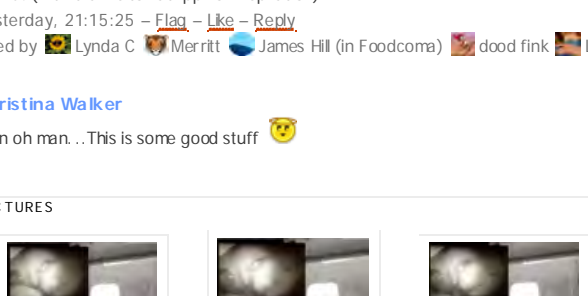 sterday, 21:15:25 – Flag – Like – Reply
ed by Lynda C Merritt James Hill (in Foodcoma) dood fink
ristina Walker
n oh man...This is some good stuff
CTURES